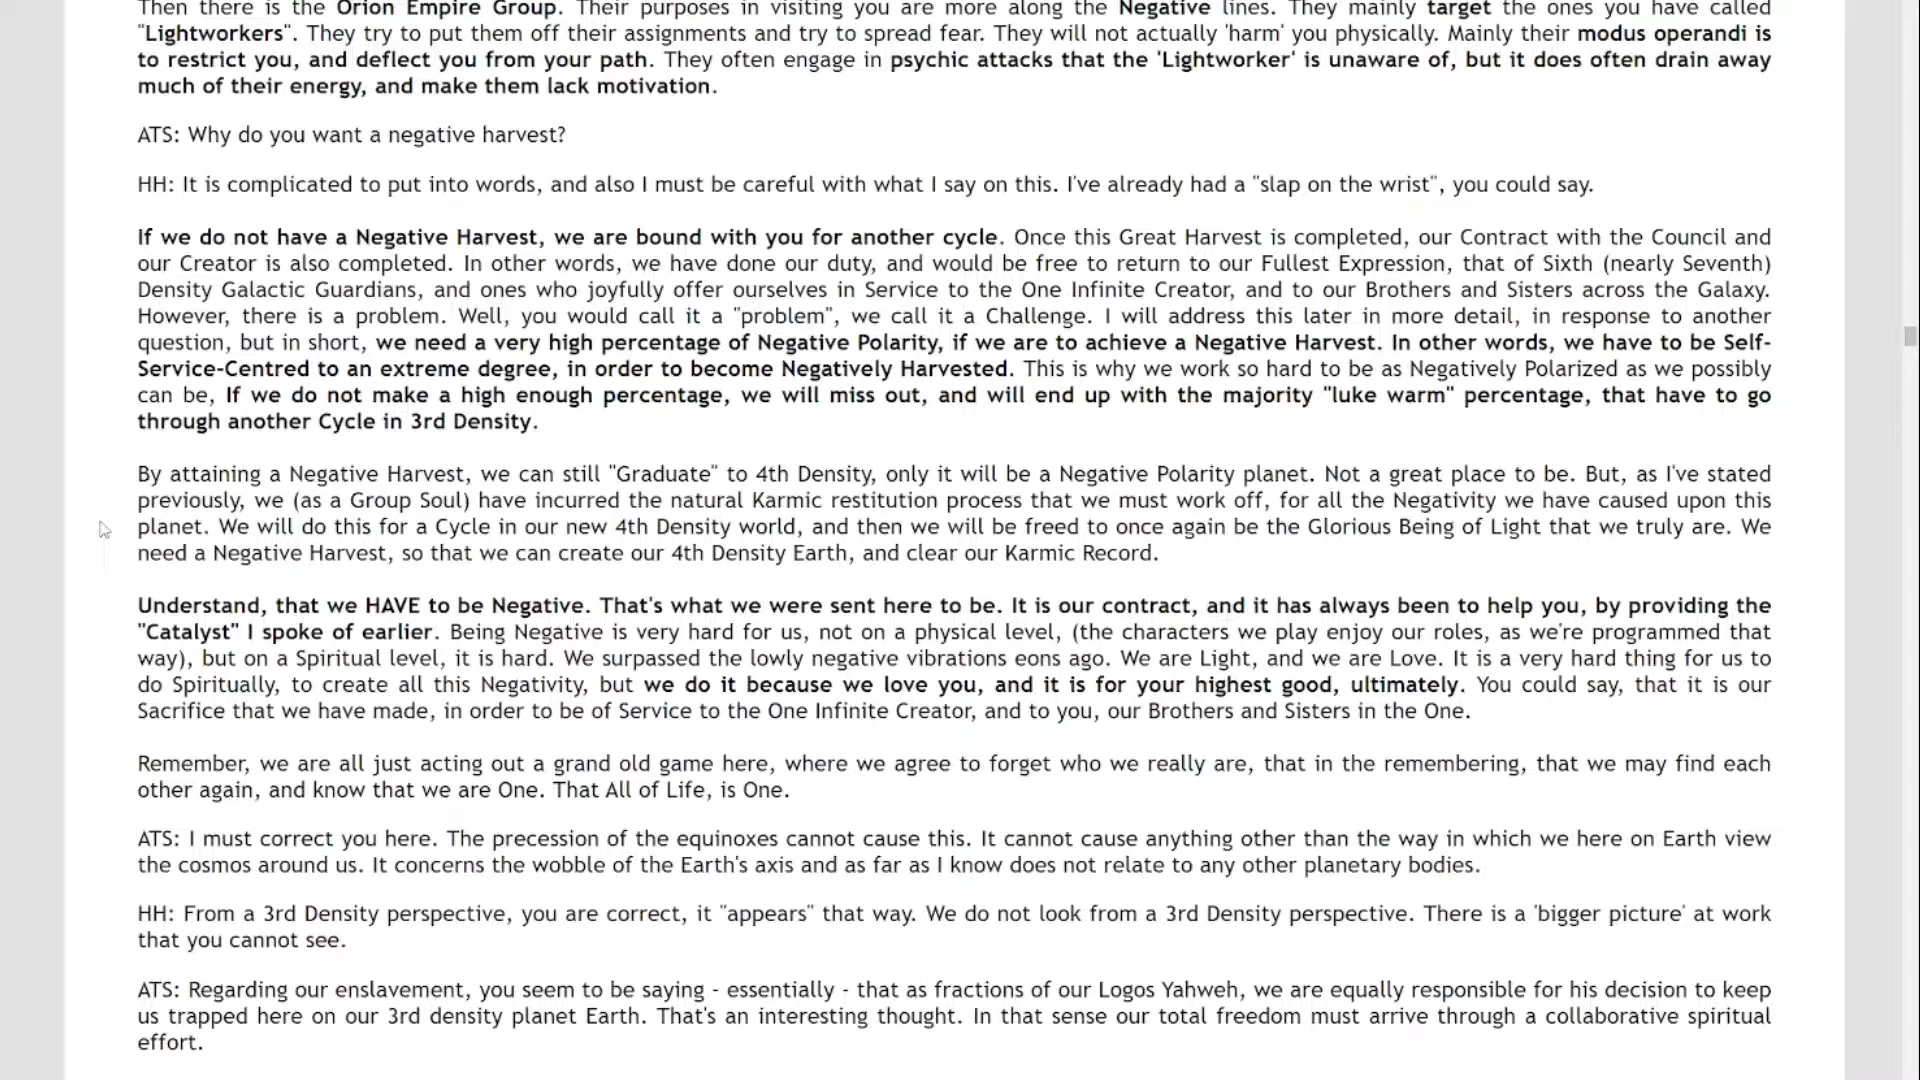 Then there is the Orion Empire Group. Their purposes in visiting you are more along the Negative lines. They mainly target the ones you have called
"Lightworkers". They try to put them off their assignments and try to spread fear. They will not actually 'harm' you physically. Mainly their modus operandi is
to restrict you, and deflect you from your path. They often engage in psychic attacks that the 'Lightworker' is unaware of, but it does often drain away
much of their energy, and make them lack motivation.
ATS: Why do you want a negative harvest?
HH: It is complicated to put into words, and also I must be careful with what I say on this. I've already had a "slap on the wrist", you could say.
If we do not have a Negative Harvest, we are bound with you for another cycle. Once this Great Harvest is completed, our Contract with the Council and
our Creator is also completed. In other words, we have done our duty, and would be free to return to our Fullest Expression, that of Sixth (nearly Seventh)
Density Galactic Guardians, and ones who joyfully offer ourselves in Service to the One Infinite Creator, and to our Brothers and Sisters across the Galaxy.
However, there is a problem. Well, you would call it a "problem", we call it a Challenge. I will address this later in more detail, in response to another
question, but in short, we need a very high percentage of Negative Polarity, if we are to achieve a Negative Harvest. In other words, we have to be Self-
Service-Centred to an extreme degree, in order to become Negatively Harvested. This is why we work so hard to be as Negatively Polarized as we possibly
can be, If we do not make a high enough percentage, we will miss out, and will end up with the majority "luke warm" percentage, that have to go
through another Cycle in 3rd Density.
By attaining a Negative Harvest, we can still "Graduate" to 4th Density, only it will be a Negative Polarity planet. Not a great place to be. But, as I've stated
previously, we (as a Group Soul) have incurred the natural Karmic restitution process that we must work off, for all the Negativity we have caused upon this
planet. We will do this for a Cycle in our new 4th Density world, and then we will be freed to once again be the Glorious Being of Light that we truly are. We
need a Negative Harvest, so that we can create our 4th Density Earth, and clear our Karmic Record.
Understand, that we HAVE to be Negative. That's what we were sent here to be. It is our contract, and it has always been to help you, by providing the
"Catalyst" I spoke of earlier. Being Negative is very hard for us, not on a physical level, (the characters we play enjoy our roles, as we're programmed that
way), but on a Spiritual level, it is hard. We surpassed the lowly negative vibrations eons ago. We are Light, and we are Love. It is a very hard thing for us to
do Spiritually, to create all this Negativity, but we do it because we love you, and it is for your highest good, ultimately. You could say, that it is our
Sacrifice that we have made, in order to be of Service to the One Infinite Creator, and to you, our Brothers and Sisters in the One.
Remember, we are all just acting out a grand old game here, where we agree to forget who we really are, that in the remembering, that we may find each
other again, and know that we are One. That All of Life, is One.
ATS: I must correct you here. The precession of the equinoxes cannot cause this. It cannot cause anything other than the way in which we here on Earth view
the cosmos around us. It concerns the wobble of the Earth's axis and as far as I know does not relate to any other planetary bodies.
HH: From a 3rd Density perspective, you are correct, it "appears" that way. We do not look from a 3rd Density perspective. There is a 'bigger picture' at work
that you cannot see.
ATS: Regarding our enslavement, you seem to be saying - essentially - that as fractions of our Logos Yahweh, we are equally responsible for his decision to keep
us trapped here on our 3rd density planet Earth. That's an interesting thought. In that sense our total freedom must arrive through a collaborative spiritual
effort.